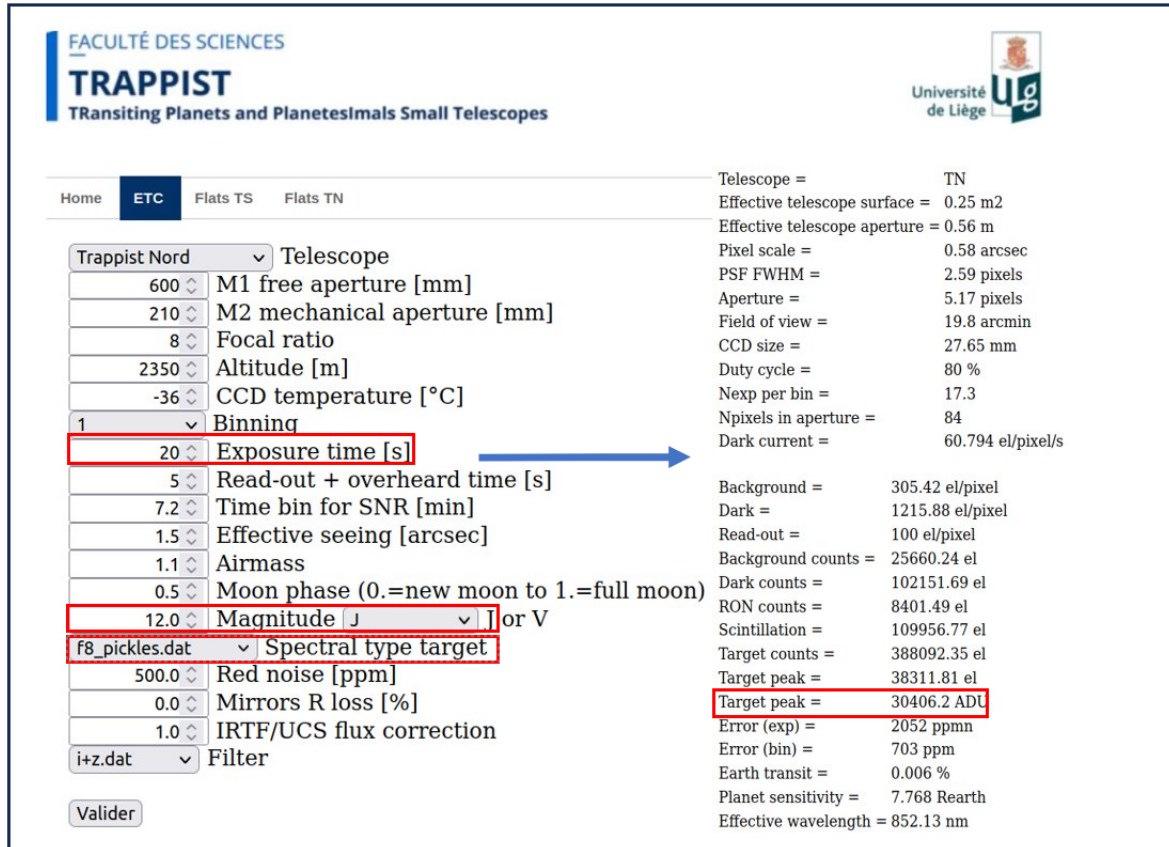 FACULTÉ DES SCIENCES
TRAPPIST
TRansiting Planets and PlanetesImals Small Telescopes
Université
de Liège
ULg
Home ETC Flats TS Flats TN
Trappist Nord Telescope
600 M1 free aperture [mm]
210 M2 mechanical aperture [mm]
8 Focal ratio
2350 Altitude [m]
-36 CCD temperature [°C]
1 Binning
20 Exposure time [s]
5 Read-out + overheard time [s]
7.2 Time bin for SNR [min]
1.5 Effective seeing [arcsec]
1.1 Airmass
0.5 Moon phase (0.=new moon to 1.=full moon)
12.0 Magnitude J J or V
f8_pickles.dat Spectral type target
500.0 Red noise [ppm]
0.0 Mirrors R loss [%]
1.0 IRTF/UCS flux correction
i+z.dat Filter
Valider
Telescope = TN
Effective telescope surface = 0.25 m2
Effective telescope aperture = 0.56 m
Pixel scale = 0.58 arcsec
PSF FWHM = 2.59 pixels
Aperture = 5.17 pixels
Field of view = 19.8 arcmin
CCD size = 27.65 mm
Duty cycle = 80 %
Nexp per bin = 17.3
Npixels in aperture = 84
Dark current = 60.794 el/pixel/s
Background = 305.42 el/pixel
Dark = 1215.88 el/pixel
Read-out = 100 el/pixel
Background counts = 25660.24 el
Dark counts = 102151.69 el
RON counts = 8401.49 el
Scintillation = 109956.77 el
Target counts = 388092.35 el
Target peak = 38311.81 el
Target peak = 30406.2 ADU
Error (exp) = 2052 ppmn
Error (bin) = 703 ppm
Earth transit = 0.006 %
Planet sensitivity = 7.768 Rearth
Effective wavelength = 852.13 nm